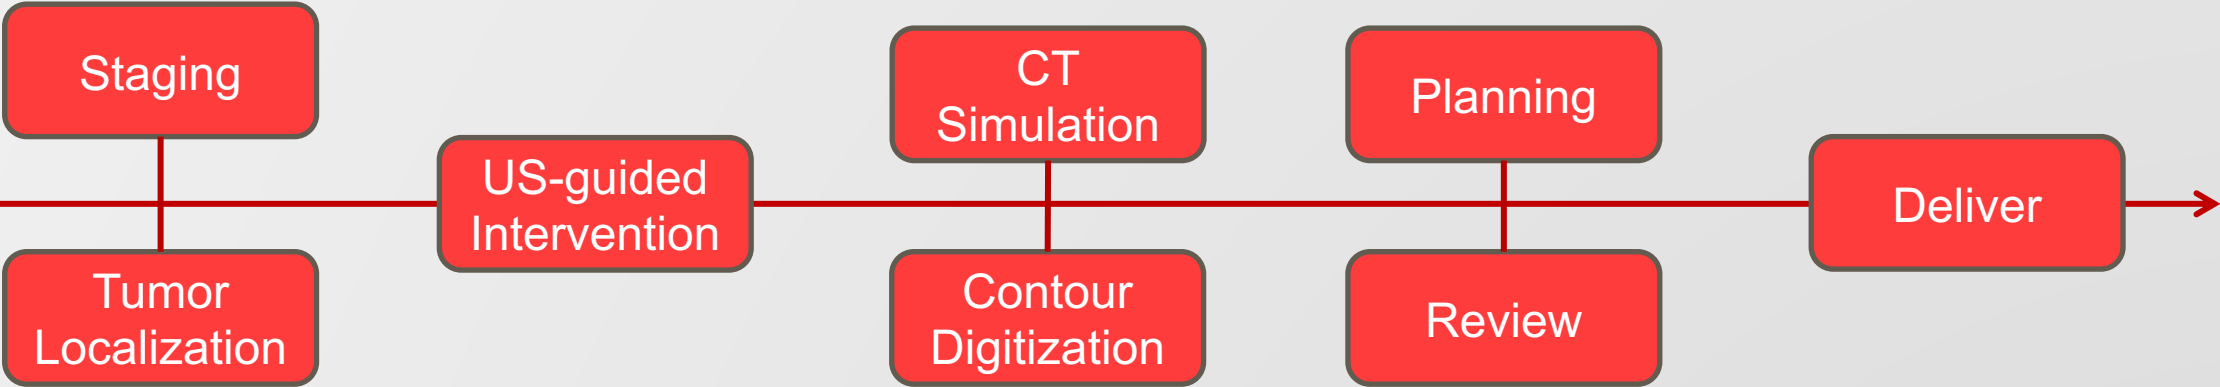 Staging
Tumor
Localization
US-guided
Intervention
CT
Simulation
Contour
Digitization
Planning
Review
Deliver